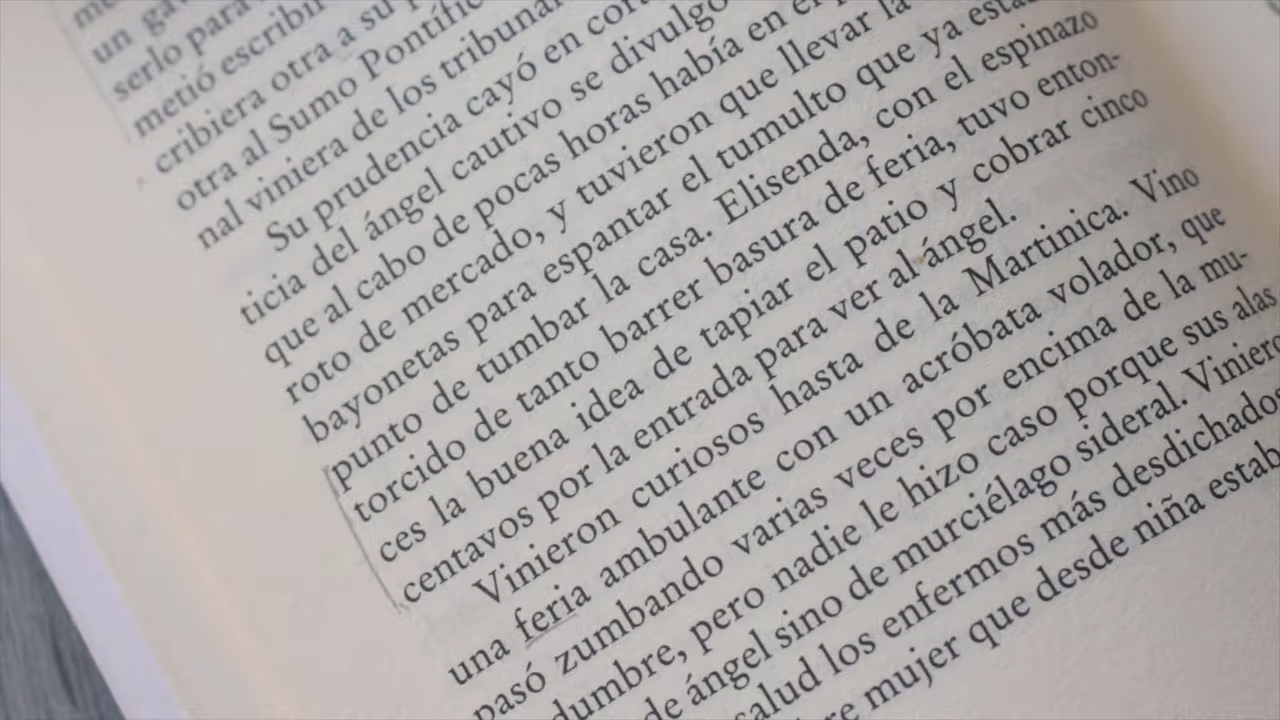 un
serlo para
metió escribir
cribiera otra a su
otra al Sumo Pontífic
nal viniera de los tribunal
Su prudencia cayó en cora
ticia del ángel cautivo se divulgó
que al cabo de pocas horas había en el
roto de mercado, y tuvieron que llevar la
bayonetas para espantar el tumulto que ya esta
punto de tumbar la casa. Elisenda, con el espinazo
torcido de tanto barrer basura de feria, tuvo enton-
ces la buena idea de tapiar el patio y cobrar cinco
centavos por la entrada para ver al ángel.
Vinieron curiosos hasta de la Martinica. Vino
una feria ambulante con un acróbata volador, que
pasó zumbando varias veces por encima de la mu-
dumbre, pero nadie le hizo caso porque sus alas
de ángel sino de murciélago sideral. Viniero
salud los enfermos más desdichados
re mujer que desde niña estab